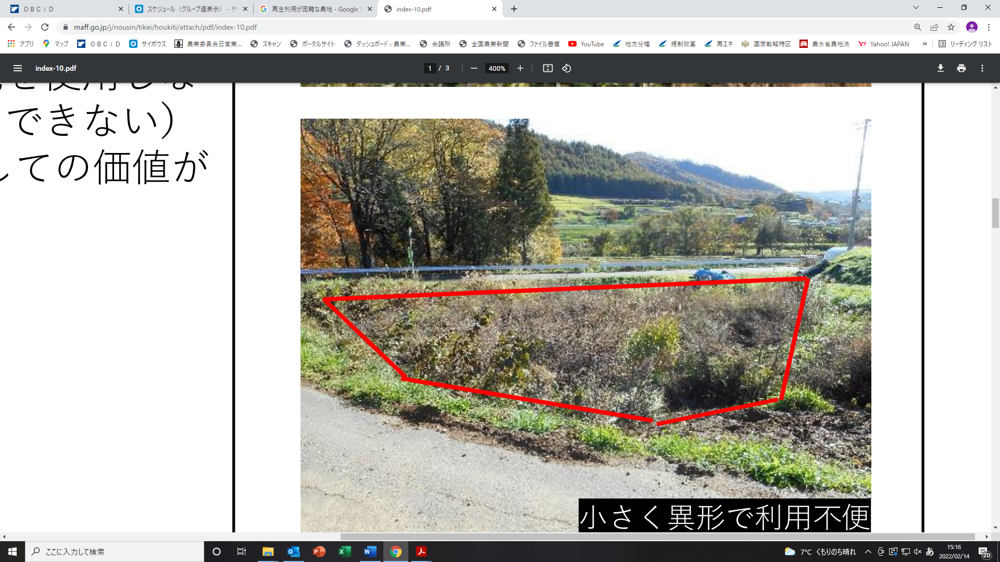 ＯＢＣｉＤ
スケジュール（グループ週表示） - サ
再生利用が困難な農地 - Google
index-10.pdf
maff.go.jp/j/nousin/tikei/houkiti/attach/pdf/index-10.pdf
アプリ
マップ
ＯＢＣｉＤ
サイボウズ
農業委員会日常業...
スキャン
ポータルサイト
ダッシュボード ‹ 農業...
会議所
全国農業新聞
ファイル書庫
YouTube
地方分権
規制改革
再エネ
国家戦略特区
農水省農地法
Yahoo! JAPAN
»
リーディング リスト
index-10.pdf
1 / 3
400%
を使用しな
できない）
しての価値が
小さく異形で利用不便
ここに入力して検索
7°C くもりのち晴れ
あ
15:16
2022/02/14
20